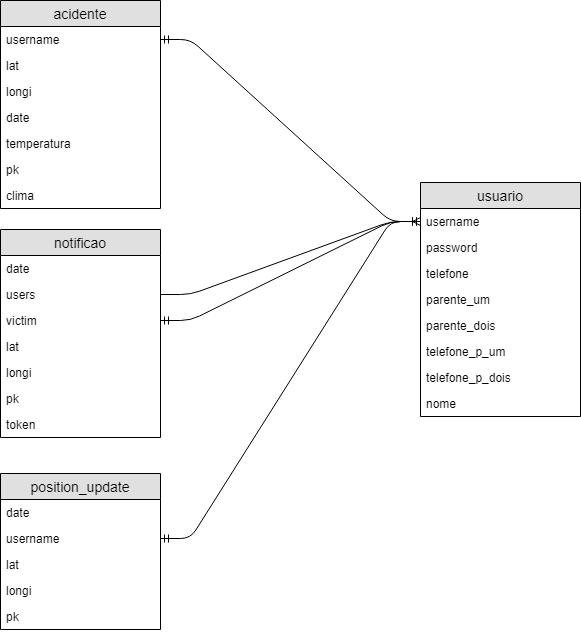 acidente
username
lat
longi
date
temperatura
pk
clima
notificao
date
users
victim
lat
longi
pk
token
position_update
date
username
lat
longi
pk
usuario
username
password
telefone
parente_um
parente_dois
telefone_p_um
telefone_p_dois
nome